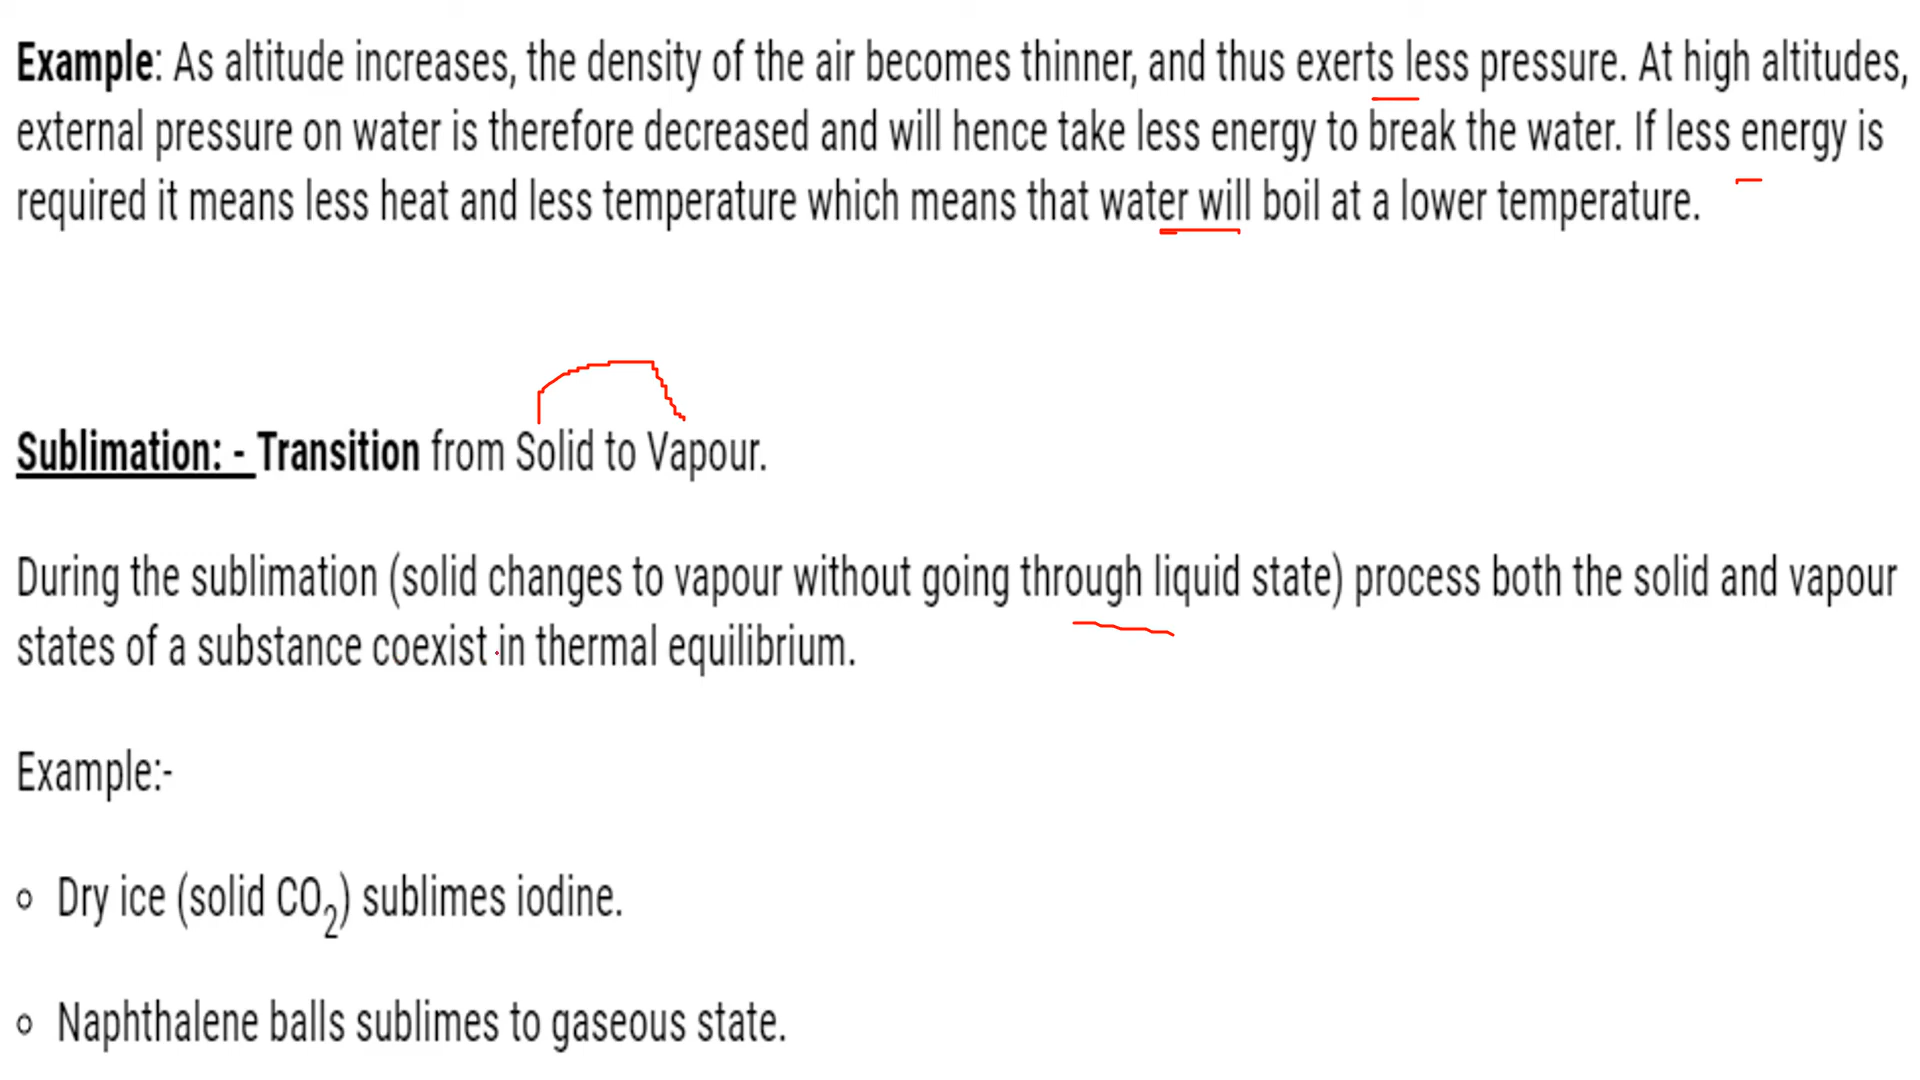 Example: As altitude increases, the density of the air becomes thinner, and thus exerts less pressure. At high altitudes,
external pressure on water is therefore decreased and will hence take less energy to break the water. If less energy is
required it means less heat and less temperature which means that water will boil at a lower temperature.
Sublimation: - Transition from Solid to Vapour.
During the sublimation (solid changes to vapour without going through liquid state) process both the solid and vapour
states of a substance coexist in thermal equilibrium.
Example:-
o Dry ice (solid CO₂) sublimes iodine.
o Naphthalene balls sublimes to gaseous state.